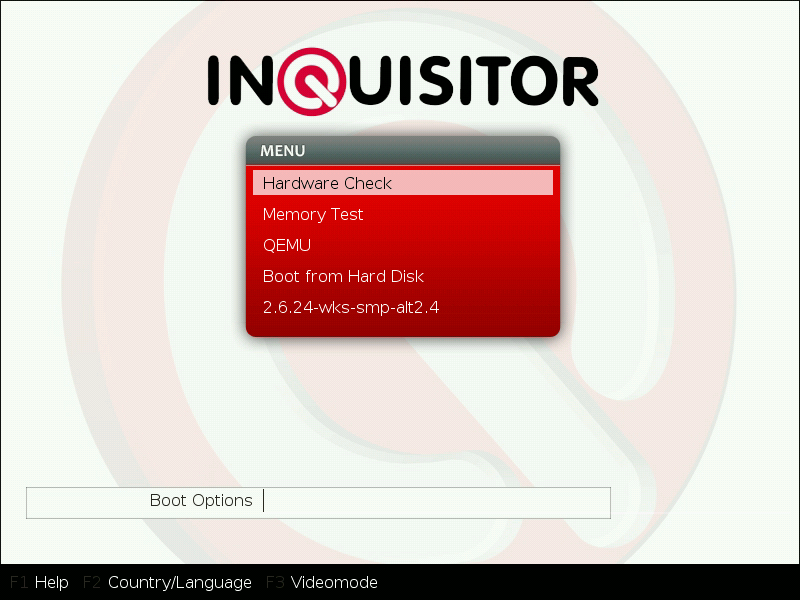 INQUISITOR
MENU
Hardware Check
Memory Test
QEMU
Boot from Hard Disk
2.6.24-wks-smp-alt2.4
Boot Options
F1 Help F2 Country/Language F3 Videomode